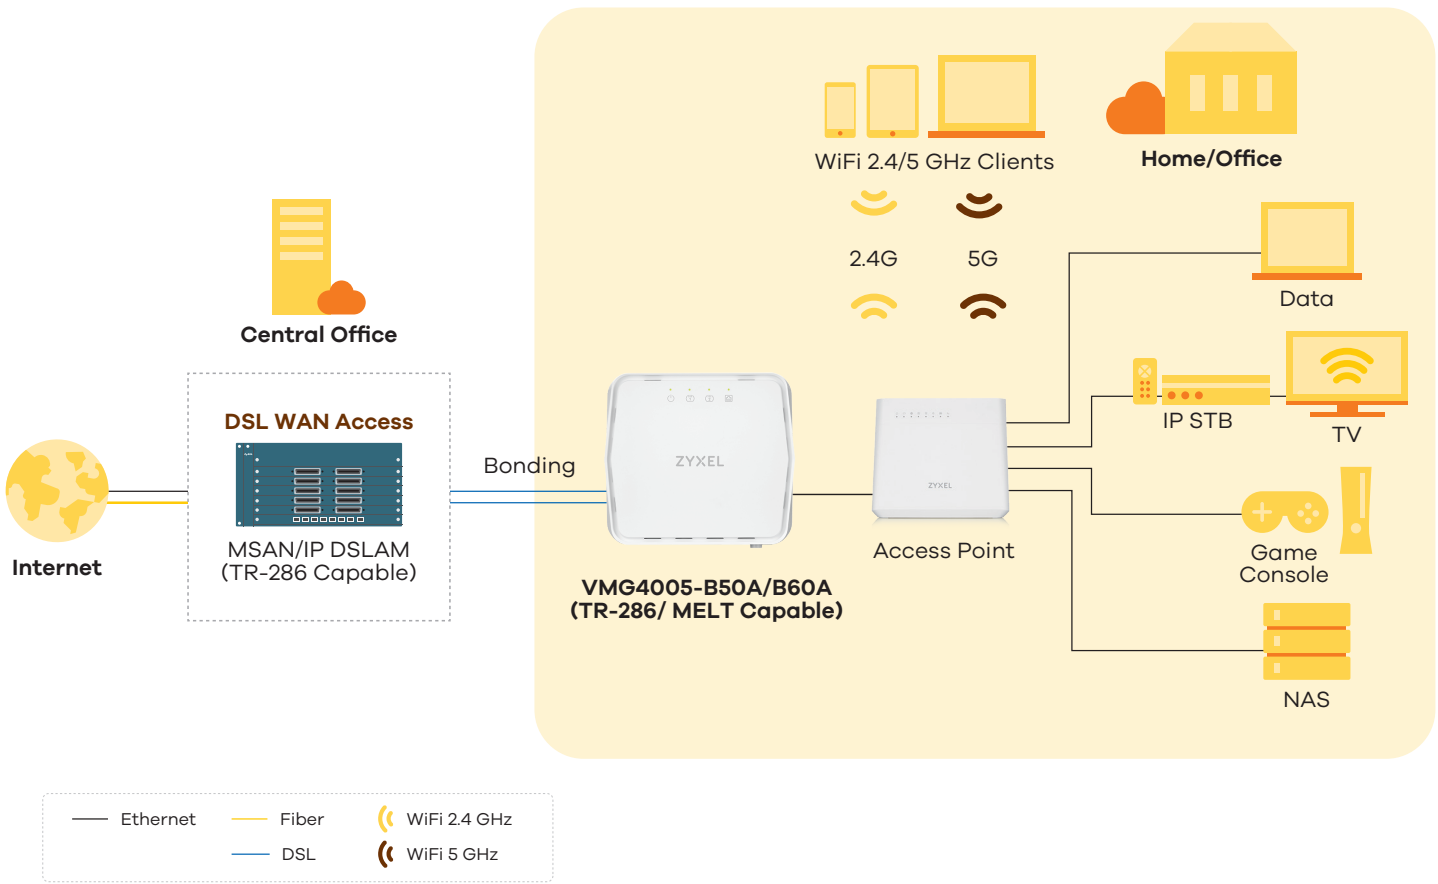 WiFi 2.4/5 GHz Clients
Home/Office
2.4G
5G
Data
Central Office
DSL WAN Access
IP STB
TV
Bonding
ZYXEL
ZYXEL
Internet
MSAN/IP DSLAM
(TR-286 Capable)
Access Point
VMG4005-B50A/B60A
(TR-286/ MELT Capable)
Game
Console
NAS
Ethernet
Fiber
WiFi 2.4 GHz
DSL
WiFi 5 GHz